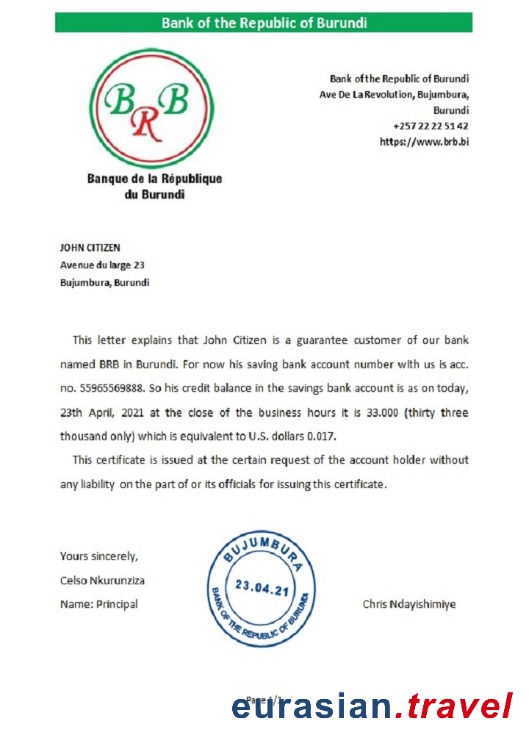 Bank of the Republic of Burundi
BRB
Banque de la République
du Burundi
Bank of the Republic of Burundi
Ave De La Revolution, Bujumbura,
Burundi
+257 22 22 51 42
https://www.brb.bi
JOHN CITIZEN
Avenue du large 23
Bujumbura, Burundi
This letter explains that John Citizen is a guarantee customer of our bank
named BRB in Burundi. For now his saving bank account number with us is acc.
no. 55965569888. So his credit balance in the savings bank account is as on today,
23th April, 2021 at the close of the business hours it is 33.000 (thirty three
thousand only) which is equivalent to U.S. dollars 0.017.
This certificate is issued at the certain request of the account holder without
any liability on the part of or its officials for issuing this certificate.
Yours sincerely,
Celso Nkurunziza
Name: Principal
BUJUMBURA
23.04.21
BANK OF THE REPUBLIC OF BURUNDI
Chris Ndayishimiye
Page 1/1
eurasian.travel